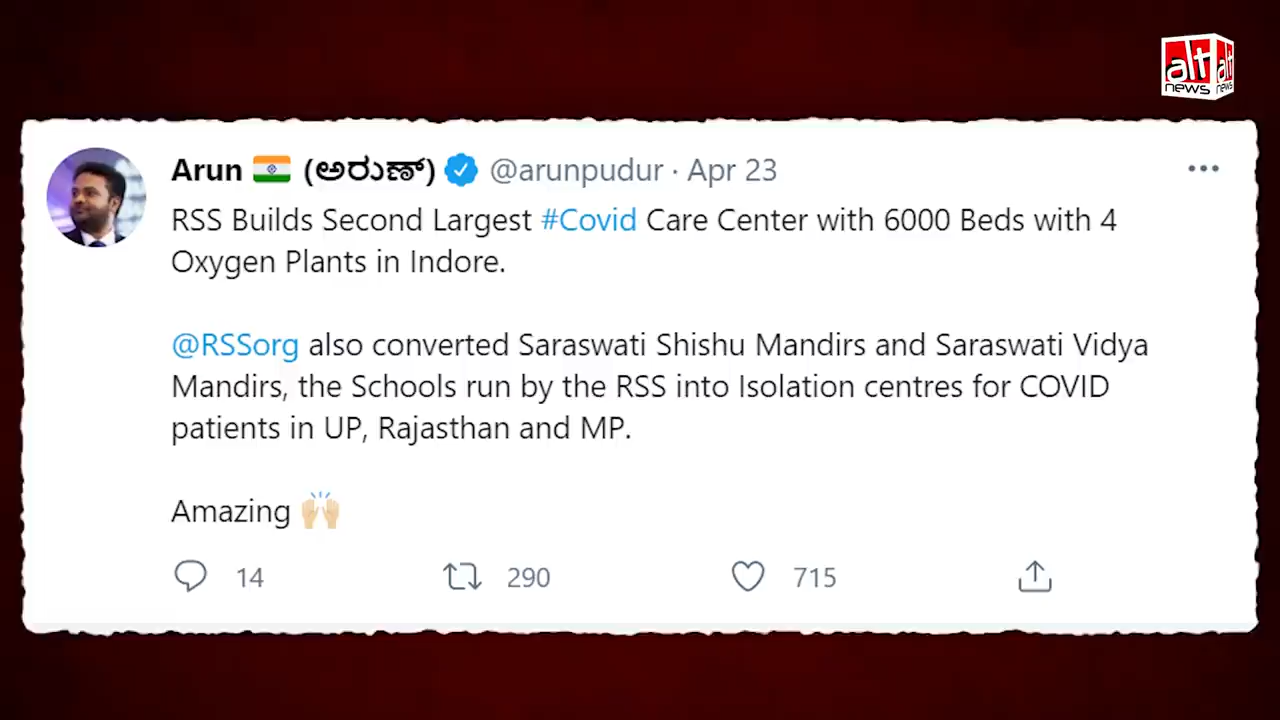 alt alt
news news
Arun 🇮🇳 (ಅರುಣ್) @arunpudur · Apr 23
RSS Builds Second Largest #Covid Care Center with 6000 Beds with 4
Oxygen Plants in Indore.
@RSSorg also converted Saraswati Shishu Mandirs and Saraswati Vidya
Mandirs, the Schools run by the RSS into Isolation centres for COVID
patients in UP, Rajasthan and MP.
Amazing 🙌🏼
14 290 715